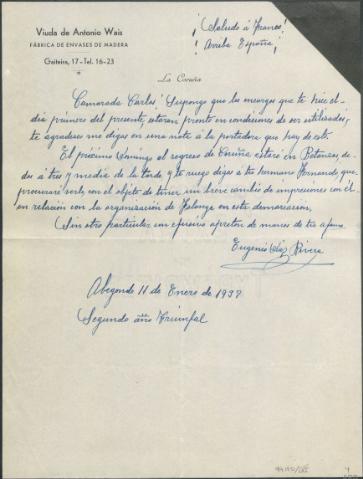 Viuda de Antonio Wais
FÁBRICA DE ENVASES DE MADERA
Gaiteira, 17-Tel. 16-23
¡Saludo á Franco!
¡Arriba España!
La Coruña
Camarada Carlos: Supongo que los encargos que te hice el
día primero del presente, estarán pronto en condiciones de ser utilizados,
te agradeceré me digas en una nota á la portadora que hay de esto.
El próximo domingo al regreso de Coruña estaré en Betanzos, de
dos á tres y media de la tarde y te ruego digas a tu hermano Fernando que
procuraré verlo, con el objeto de tener un breve cambio de impresiones con él
en relación con la organización de Falange en esta demarcación.
Sin otro particular un efusivo apretón de manos de tu afmo.
Eugenio Rivera
Abegondo 11 de Enero de 1937
Segundo año Triunfal
4